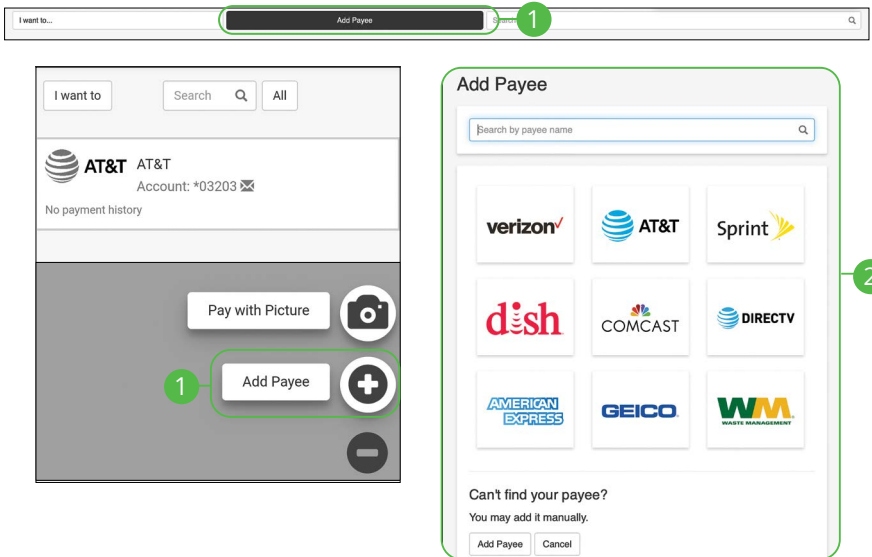 I want to... Add Payee Search 1
I want to Search All
AT&T AT&T
Account: *03203
No payment history
Pay with Picture
1 Add Payee
Add Payee
Search by payee name
verizon AT&T Sprint
dish COMCAST DIRECTV
AMERICAN EXPRESS GEICO WM WASTE MANAGEMENT
Can't find your payee?
You may add it manually.
Add Payee Cancel
2